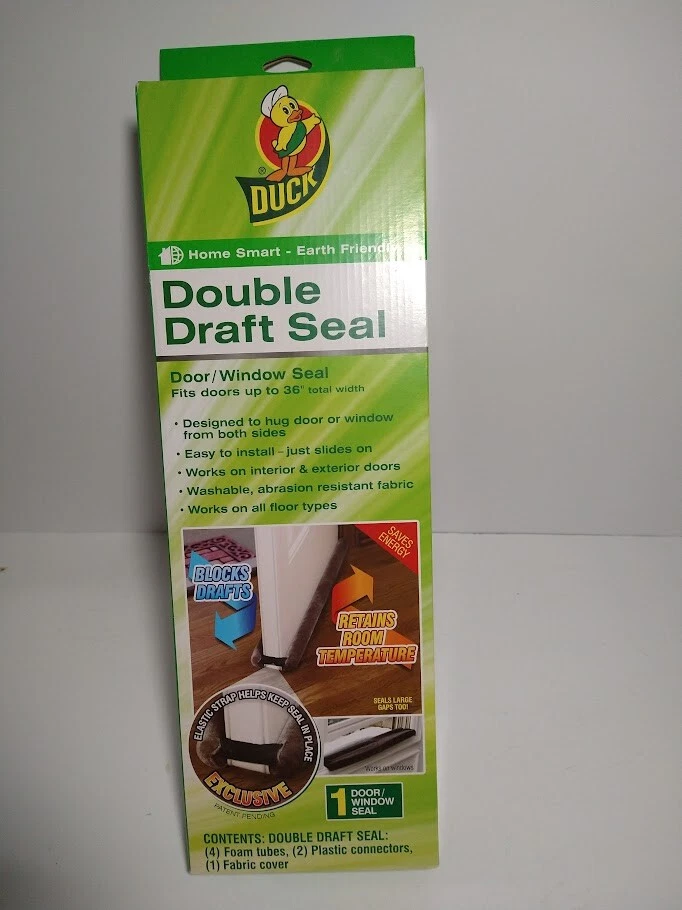 DUCK
®
Home Smart - Earth Friendly
Double
Draft Seal
Door/Window Seal
Fits doors up to 36" total width
• Designed to hug door or window
from both sides
• Easy to install – just slides on
• Works on interior & exterior doors
• Washable, abrasion resistant fabric
• Works on all floor types
SAVES
ENERGY
BLOCKS
DRAFTS
RETAINS
ROOM
TEMPERATURE
SEALS LARGE
GAPS TOO!
ELASTIC STRAP HELPS KEEP SEAL IN PLACE
EXCLUSIVE
PATENT PENDING
Works on windows
1 DOOR/
WINDOW
SEAL
CONTENTS: DOUBLE DRAFT SEAL:
(4) Foam tubes, (2) Plastic connectors,
(1) Fabric cover